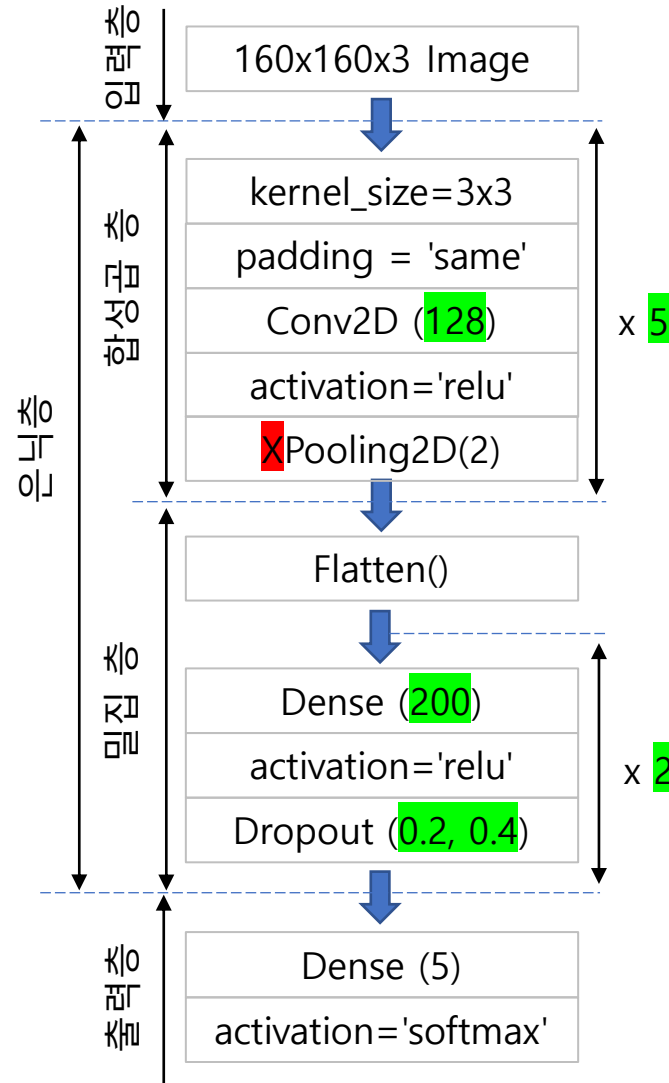 입력층
160x160x3 Image
은닉층
합성곱 층
kernel_size=3x3
padding = 'same'
Conv2D (128)
activation='relu'
XPooling2D(2)
x 5
밀집 층
Flatten()
Dense (200)
activation='relu'
Dropout (0.2, 0.4)
x 2
출력층
Dense (5)
activation='softmax'